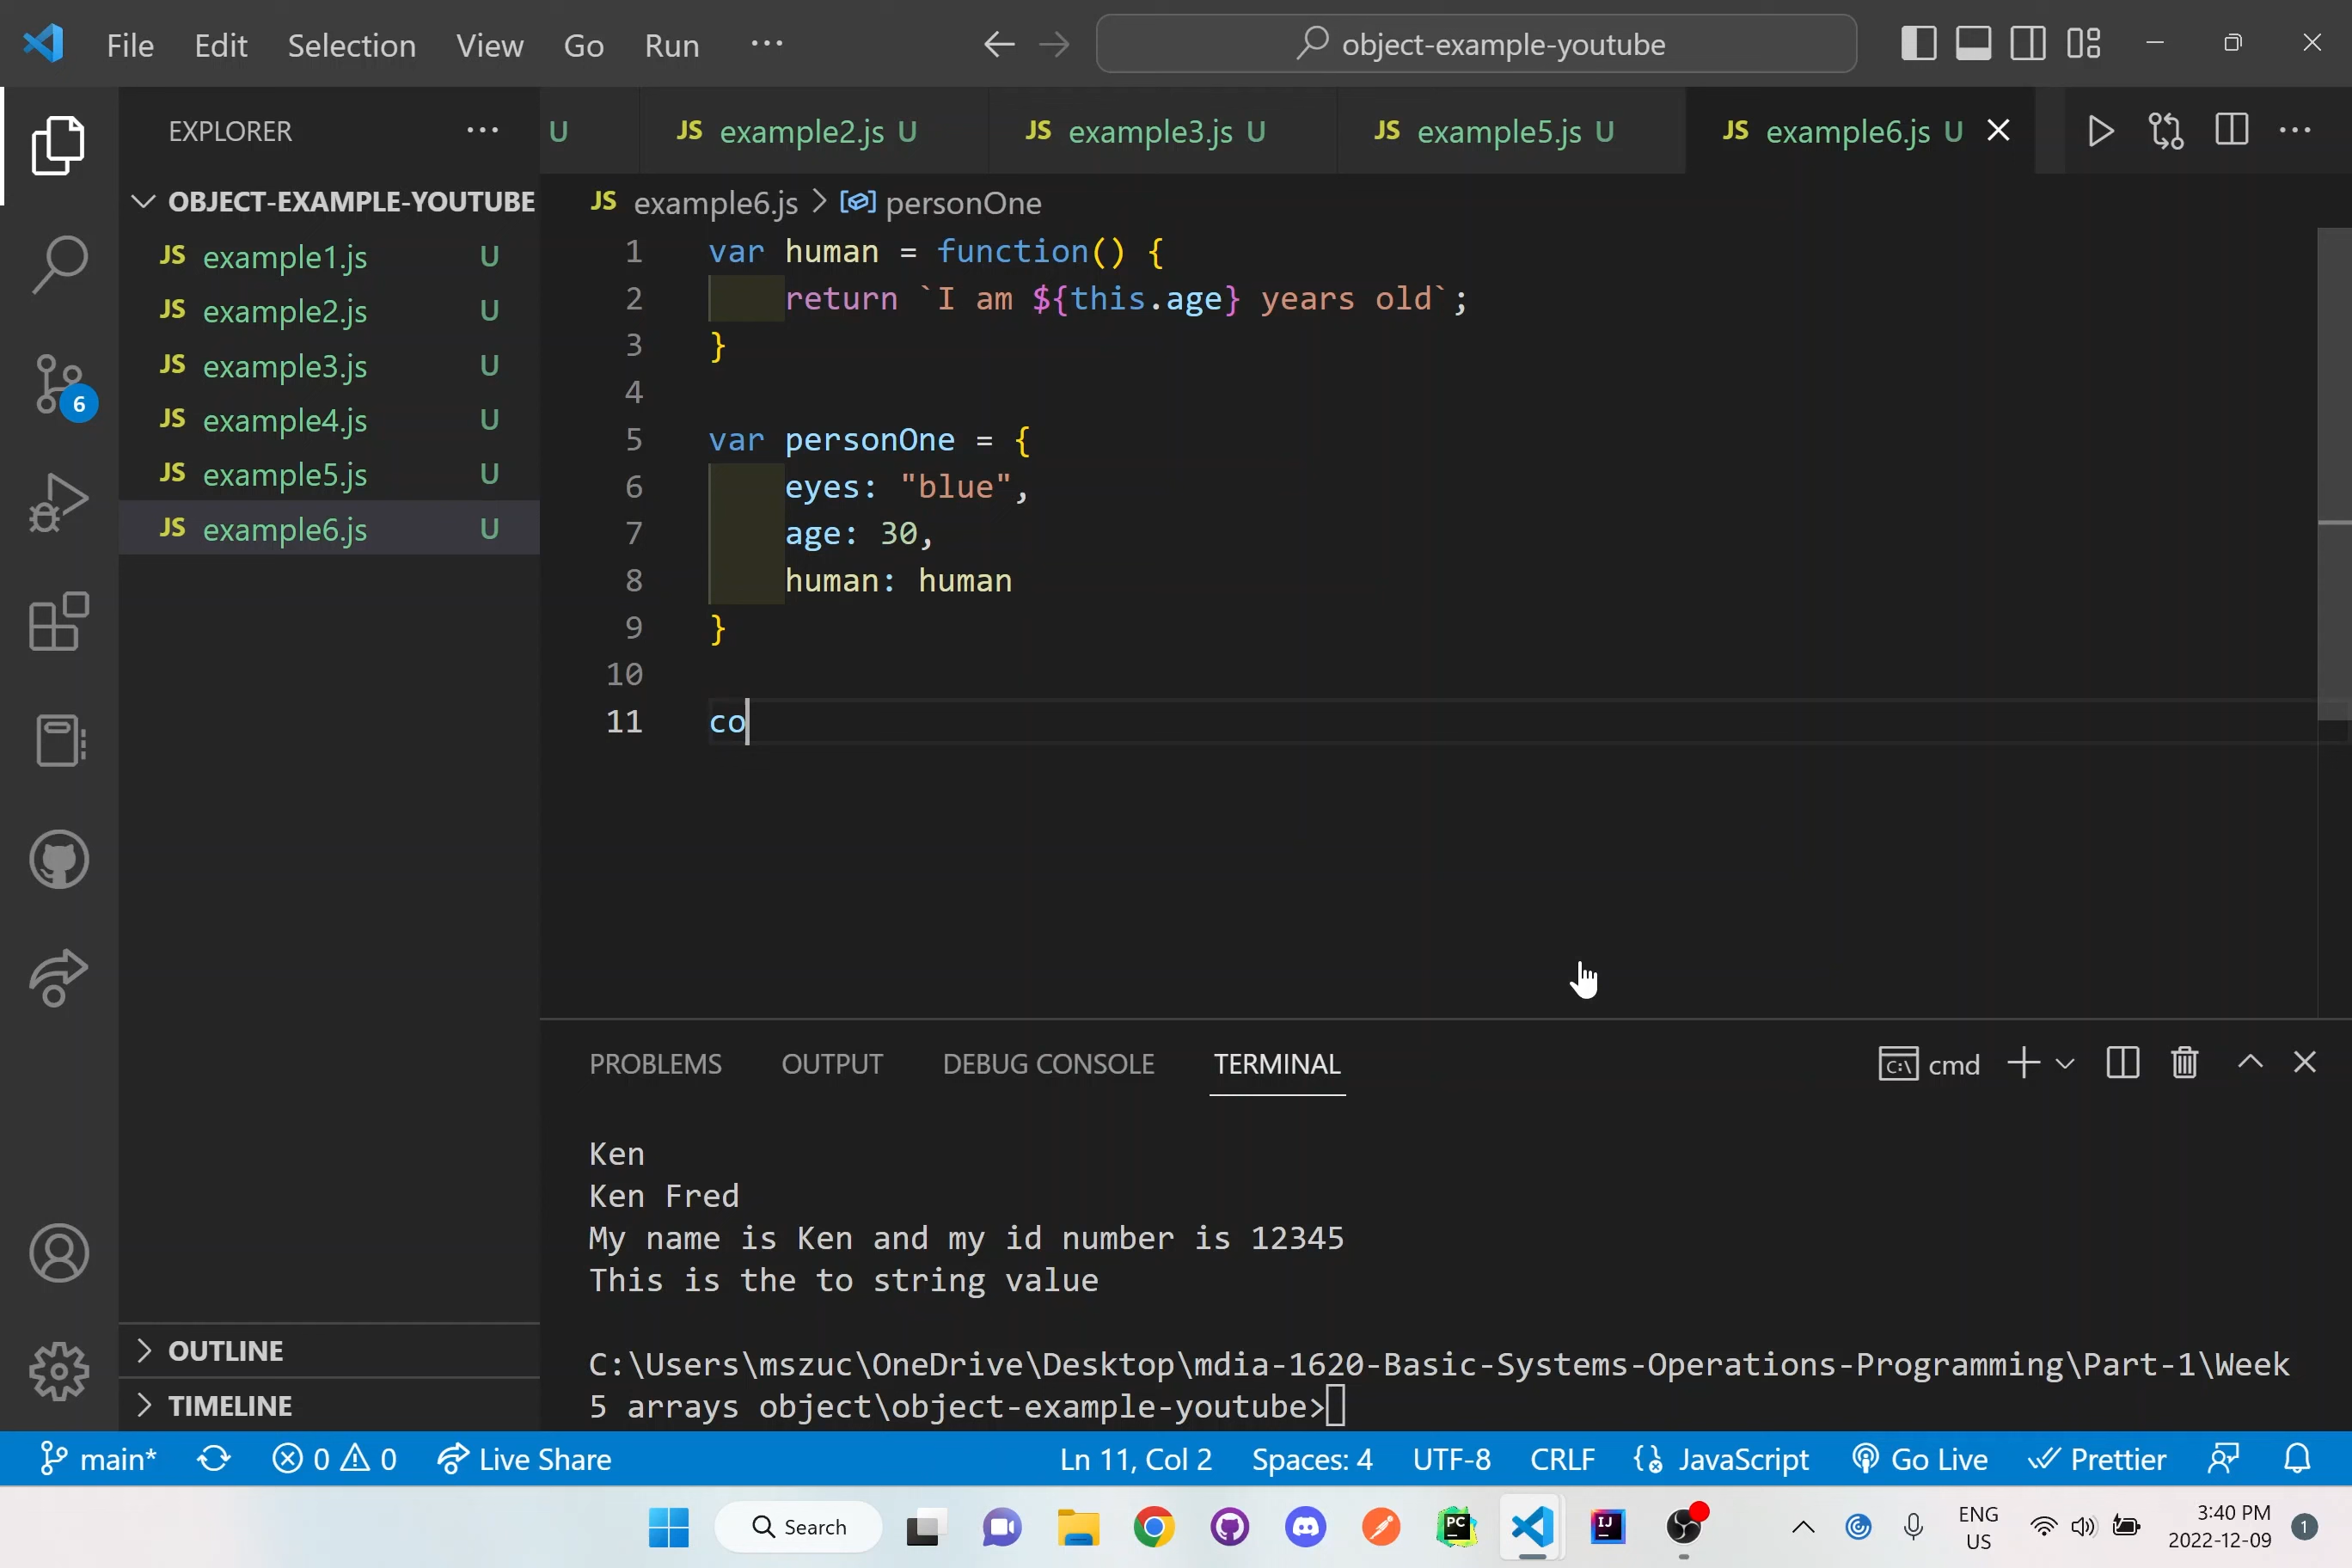 File Edit Selection View Go Run ··· object-example-youtube
EXPLORER ···
U JS example2.js U JS example3.js U JS example5.js U JS example6.js U
OBJECT-EXAMPLE-YOUTUBE
JS example1.js U
JS example2.js U
JS example3.js U
JS example4.js U
JS example5.js U
JS example6.js U
6
OUTLINE
TIMELINE
JS example6.js > personOne
1 var human = function() {
2 return `I am ${this.age} years old`;
3 }
4
5 var personOne = {
6 eyes: "blue",
7 age: 30,
8 human: human
9 }
10
11 co
PROBLEMS OUTPUT DEBUG CONSOLE TERMINAL cmd
Ken
Ken Fred
My name is Ken and my id number is 12345
This is the to string value
C:\Users\mszuc\OneDrive\Desktop\mdia-1620-Basic-Systems-Operations-Programming\Part-1\Week
5 arrays object\object-example-youtube>
main* 0 0 Live Share Ln 11, Col 2 Spaces: 4 UTF-8 CRLF JavaScript Go Live Prettier
Search PC IJ ENG 3:40 PM 1
US 2022-12-09